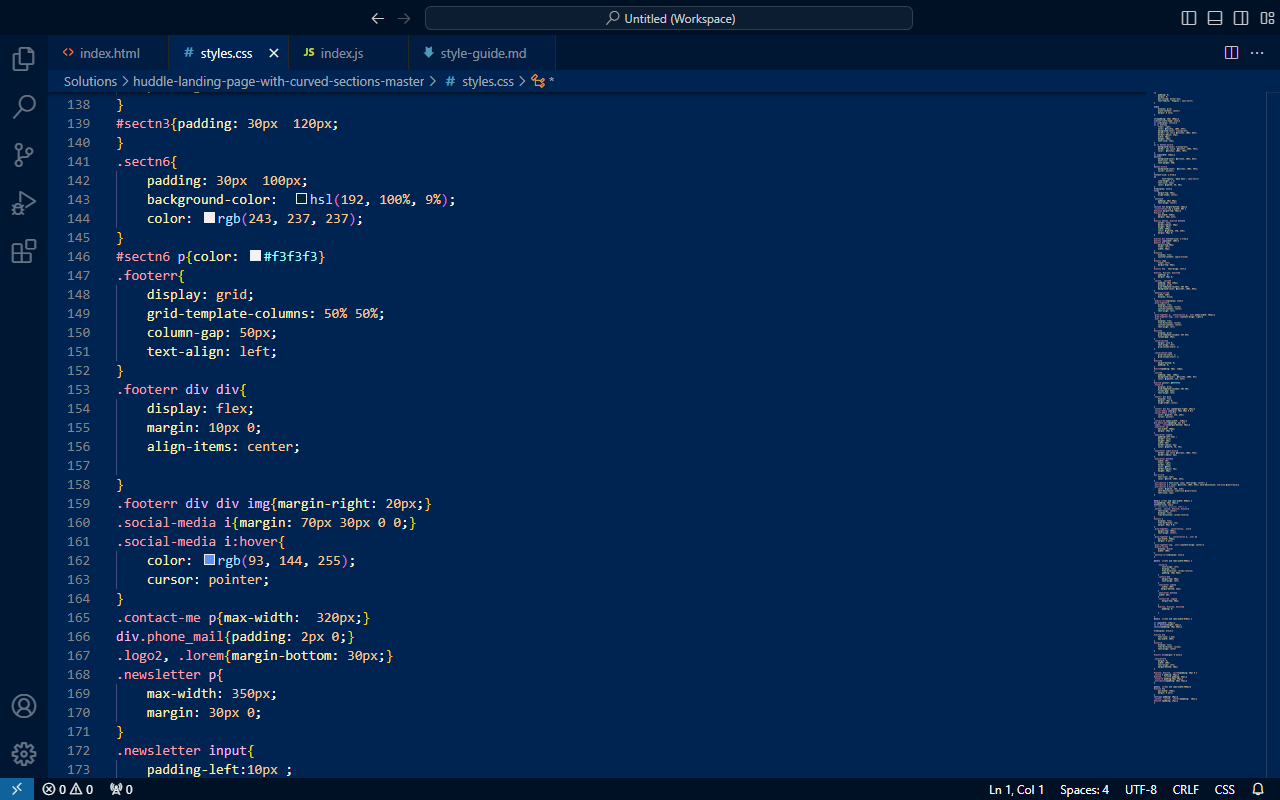 Untitled (Workspace)
index.html
styles.css
JS index.js
style-guide.md
Solutions > huddle-landing-page-with-curved-sections-master > # styles.css > *
138 }
139 #sectn3{padding: 30px  120px;
140 }
141 .sectn6{
142     padding: 30px  100px;
143     background-color:  hsl(192, 100%, 9%);
144     color: rgb(243, 237, 237);
145 }
146 #sectn6 p{color: #f3f3f3}
147 .footerr{
148     display: grid;
149     grid-template-columns: 50% 50%;
150     column-gap: 50px;
151     text-align: left;
152 }
153 .footerr div div{
154     display: flex;
155     margin: 10px 0;
156     align-items: center;
157
158 }
159 .footerr div div img{margin-right: 20px;}
160 .social-media i{margin: 70px 30px 0 0;}
161 .social-media i:hover{
162     color: rgb(93, 144, 255);
163     cursor: pointer;
164 }
165 .contact-me p{max-width:  320px;}
166 div.phone_mail{padding: 2px 0;}
167 .logo2, .lorem{margin-bottom: 30px;}
168 .newsletter p{
169     max-width: 350px;
170     margin: 30px 0;
171 }
172 .newsletter input{
173     padding-left:10px ;
0 0 0 Ln 1, Col 1 Spaces: 4 UTF-8 CRLF CSS